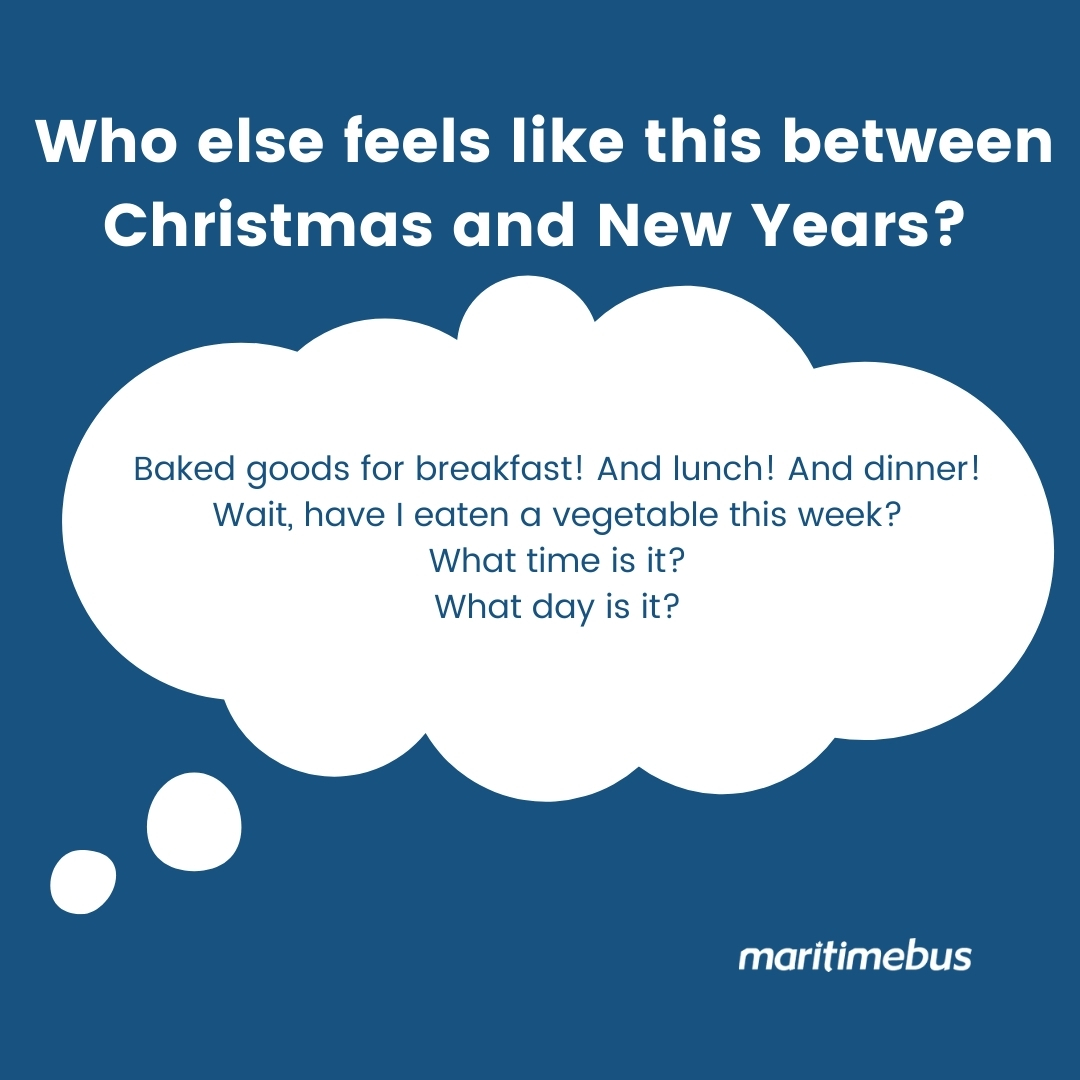 Who else feels like this between
Christmas and New Years?
Baked goods for breakfast! And lunch! And dinner!
Wait, have I eaten a vegetable this week?
What time is it?
What day is it?
maritimebus